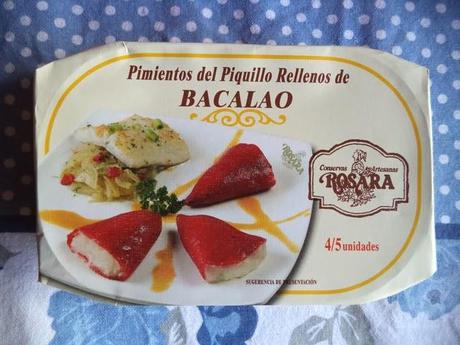 Pimientos del Piquillo Rellenos de
BACALAO
Conservas Artesanas
ROSARA
4/5 unidades
SUGERENCIA DE PRESENTACIÓN